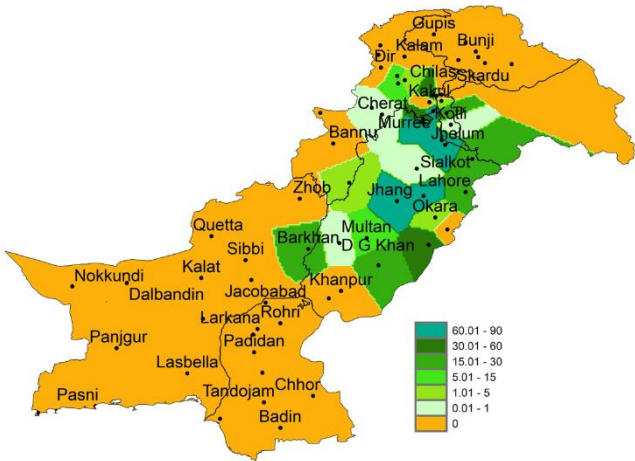 Gupis
Bunji
Kalam
Dir
Chilas
Skardu
Kakul
Cherat
Kotli
Murree
Jhelum
Bannu
Sialkot
Zhob
Lahore
Jhang
Okara
Quetta
Multan
Barkhan
D G Khan
Sibbi
Kalat
Nokkundi
Khanpur
Dalbandin
Jacobabad
Rohri
Larkana
Padidan
Panjgur
Lasbella
Chhor
Tandojam
Pasni
Badin
60.01 - 90
30.01 - 60
15.01 - 30
5.01 - 15
1.01 - 5
0.01 - 1
0